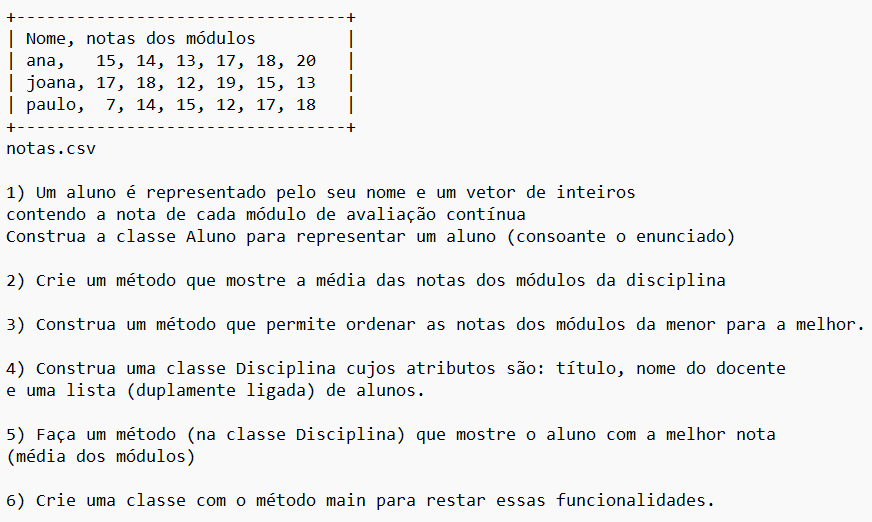 +---------------------------------+
| Nome, notas dos módulos         |
| ana,   15, 14, 13, 17, 18, 20   |
| joana, 17, 18, 12, 19, 15, 13   |
| paulo,  7, 14, 15, 12, 17, 18   |
+---------------------------------+
notas.csv
1) Um aluno é representado pelo seu nome e um vetor de inteiros
contendo a nota de cada módulo de avaliação contínua
Construa a classe Aluno para representar um aluno (consoante o enunciado)
2) Crie um método que mostre a média das notas dos módulos da disciplina
3) Construa um método que permite ordenar as notas dos módulos da menor para a melhor.
4) Construa uma classe Disciplina cujos atributos são: título, nome do docente
e uma lista (duplamente ligada) de alunos.
5) Faça um método (na classe Disciplina) que mostre o aluno com a melhor nota
(média dos módulos)
6) Crie uma classe com o método main para restar essas funcionalidades.